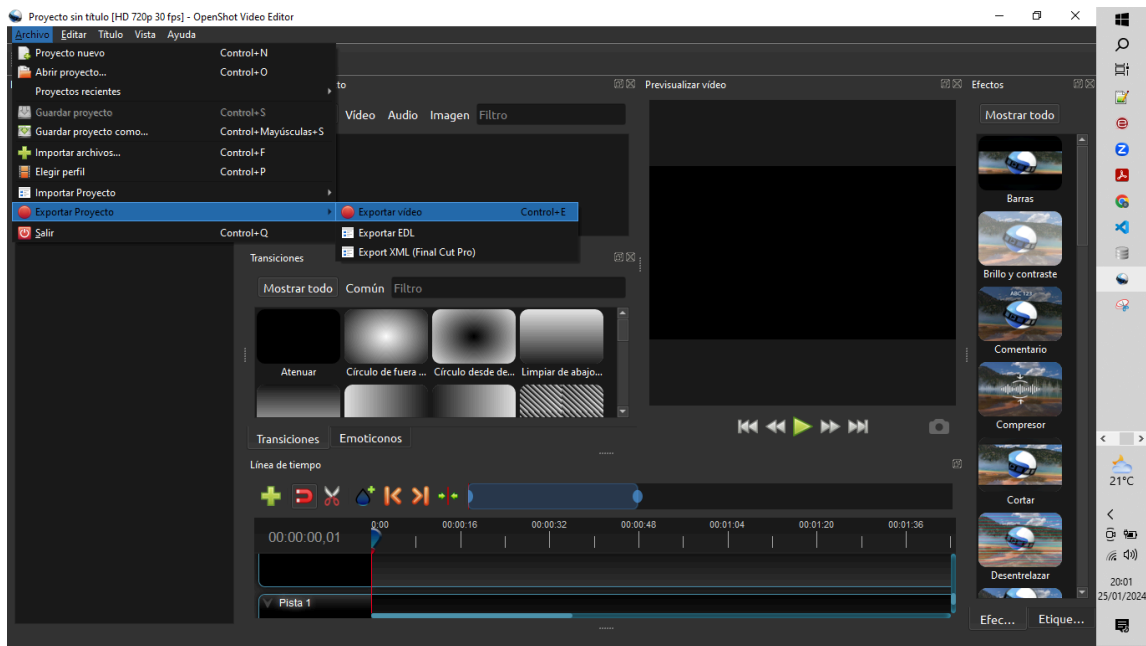 Proyecto sin título [HD 720p 30 fps] - OpenShot Video Editor
Archivo Editar Título Vista Ayuda
Proyecto nuevo Control+N
Abrir proyecto... Control+O
Proyectos recientes
Guardar proyecto Control+S
Guardar proyecto como... Control+Mayúsculas+S
Importar archivos... Control+F
Elegir perfil Control+P
Importar Proyecto
Exportar Proyecto
Salir Control+Q
Exportar vídeo Control+E
Exportar EDL
Export XML (Final Cut Pro)
to
Vídeo Audio Imagen Filtro
Transiciones
Mostrar todo Común Filtro
Atenuar Círculo de fuera ... Círculo desde de... Limpiar de abajo...
Transiciones Emoticonos
Previsualizar vídeo
Efectos
Mostrar todo
Barras
Brillo y contraste
ABC 123
Comentario
Compresor
Cortar
Desentrelazar
Efec... Etique...
Línea de tiempo
00:00:00,01
0:00 00:00:16 00:00:32 00:00:48 00:01:04 00:01:20 00:01:36
Pista 1
21°C
20:01
25/01/2024